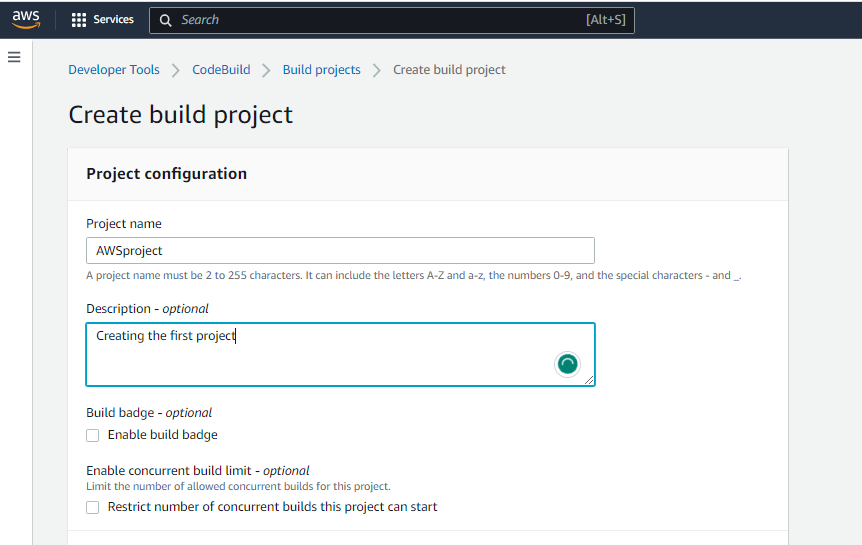 aws Services Search [Alt+S]
Developer Tools CodeBuild Build projects Create build project
Create build project
Project configuration
Project name
AWSproject
A project name must be 2 to 255 characters. It can include the letters A-Z and a-z, the numbers 0-9, and the special characters - and _.
Description - optional
Creating the first project
Build badge - optional
Enable build badge
Enable concurrent build limit - optional
Limit the number of allowed concurrent builds for this project.
Restrict number of concurrent builds this project can start